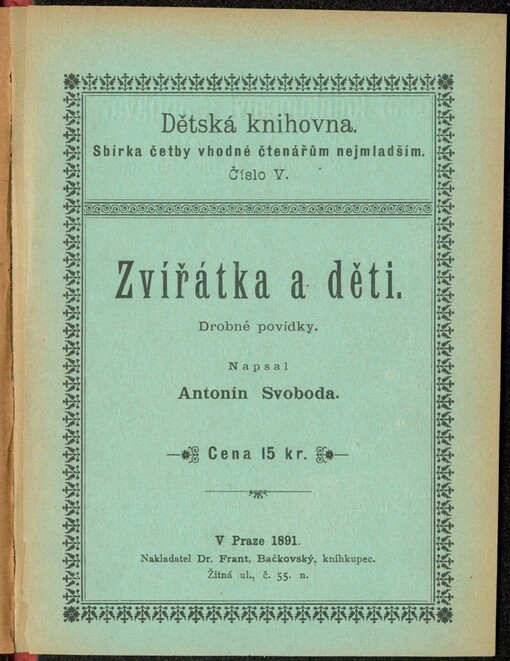 Dětská knihovna.
Sbírka četby vhodné čtenářům nejmladším.
Číslo V.
Zvířátka a děti.
Drobné povídky.
Napsal
Antonín Svoboda.
Cena 15 kr.
V Praze 1891.
Nakladatel Dr. Frant. Bačkovský, knihkupec.
Žitná ul., č. 55. n.